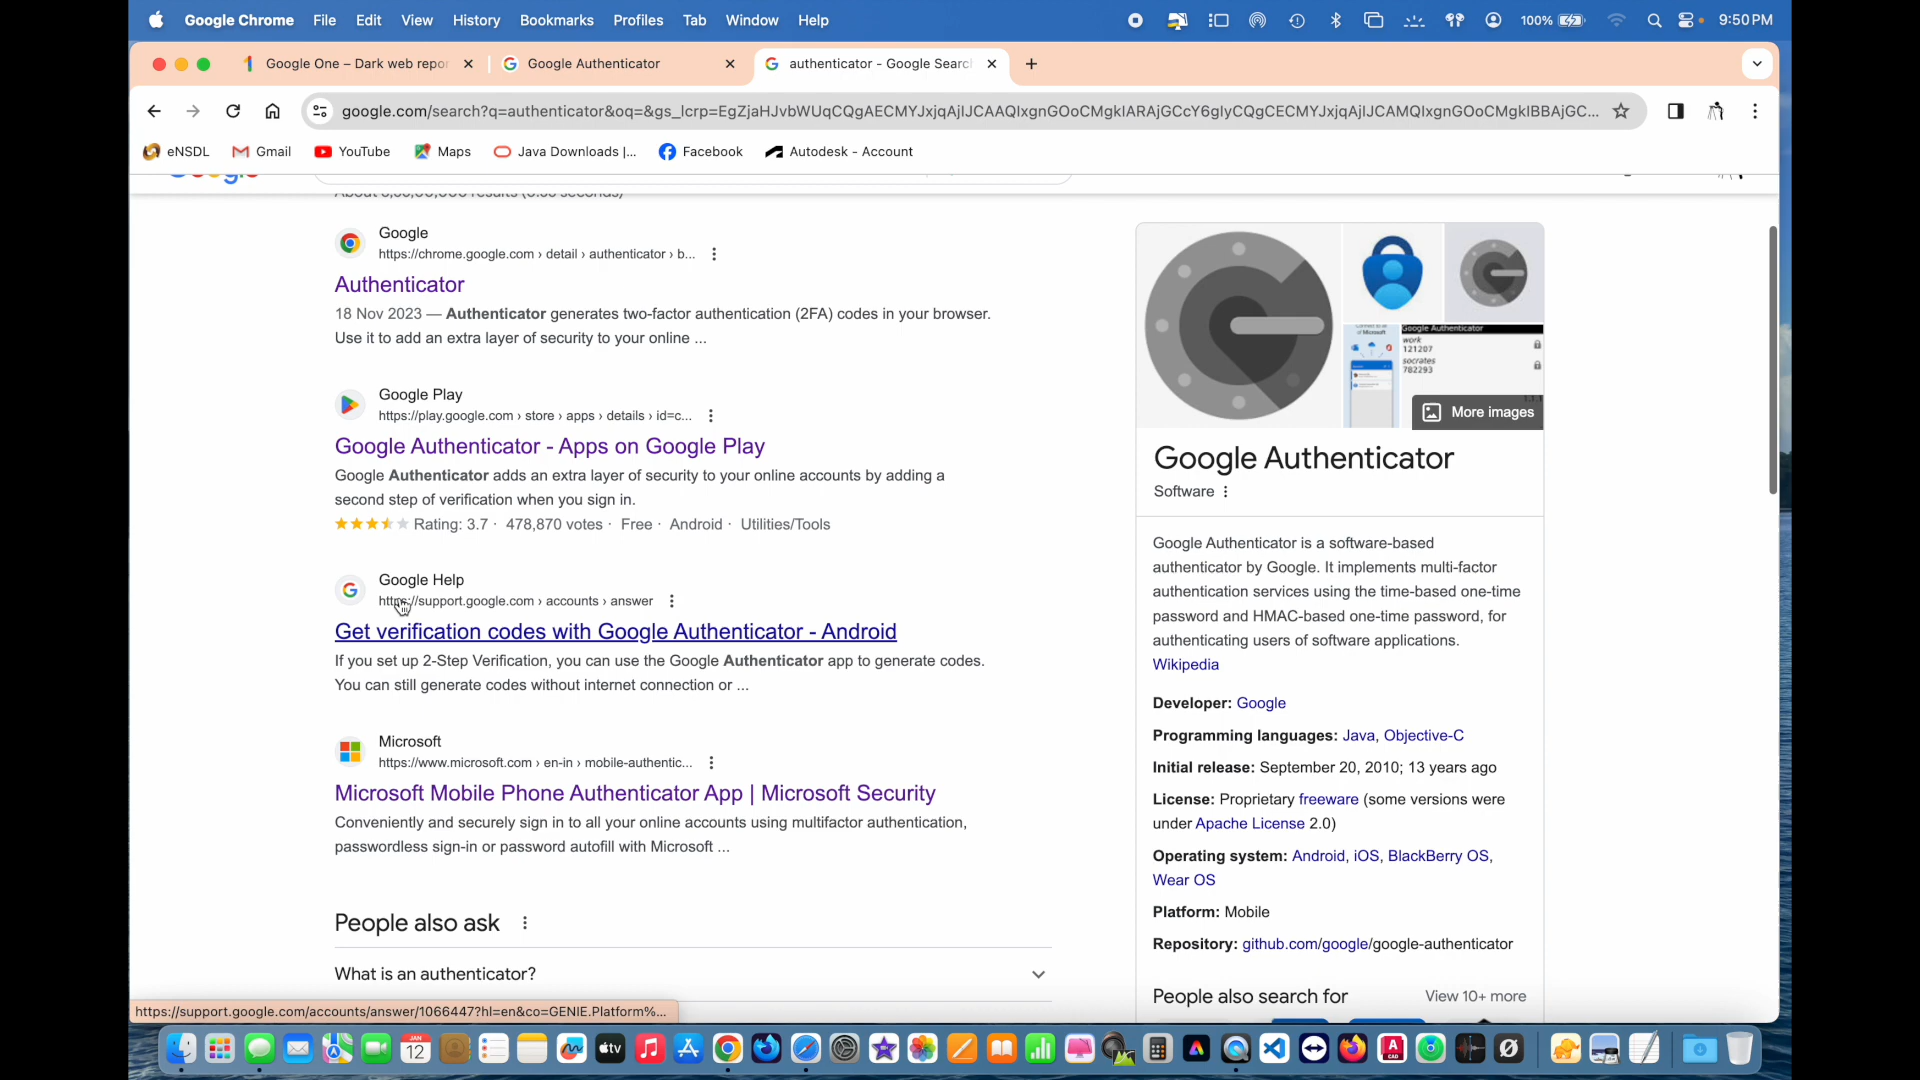 Google Chrome File Edit View History Bookmarks Profiles Tab Window Help 100% 9:50 PM
Google One – Dark web repor Google Authenticator authenticator - Google Searc
google.com/search?q=authenticator&oq=&gs_lcrp=
eNSDL Gmail YouTube Maps Java Downloads |... Facebook Autodesk - Account
Google
https://chrome.google.com › detail › authenticator › b...
Authenticator
18 Nov 2023 — Authenticator generates two-factor authentication (2FA) codes in your browser.
Use it to add an extra layer of security to your online ...
Google Play
https://play.google.com › store › apps › details › id=c...
Google Authenticator - Apps on Google Play
Google Authenticator adds an extra layer of security to your online accounts by adding a
second step of verification when you sign in.
Rating: 3.7 · 478,870 votes · Free · Android · Utilities/Tools
Google Help
https://support.google.com › accounts › answer
Get verification codes with Google Authenticator - Android
If you set up 2-Step Verification, you can use the Google Authenticator app to generate codes.
You can still generate codes without internet connection or ...
Microsoft
https://www.microsoft.com › en-in › mobile-authentic...
Microsoft Mobile Phone Authenticator App | Microsoft Security
Conveniently and securely sign in to all your online accounts using multifactor authentication,
passwordless sign-in or password autofill with Microsoft ...
People also ask
What is an authenticator?
Google Authenticator
work
121207
socrates
782293
More images
Google Authenticator
Software
Google Authenticator is a software-based
authenticator by Google. It implements multi-factor
authentication services using the time-based one-time
password and HMAC-based one-time password, for
authenticating users of software applications.
Wikipedia
Developer: Google
Programming languages: Java, Objective-C
Initial release: September 20, 2010; 13 years ago
License: Proprietary freeware (some versions were
under Apache License 2.0)
Operating system: Android, iOS, BlackBerry OS,
Wear OS
Platform: Mobile
Repository: github.com/google/google-authenticator
People also search for View 10+ more
https://support.google.com/accounts/answer/1066447?hl=en&co=GENIE.Platform%...
JAN
12
tv